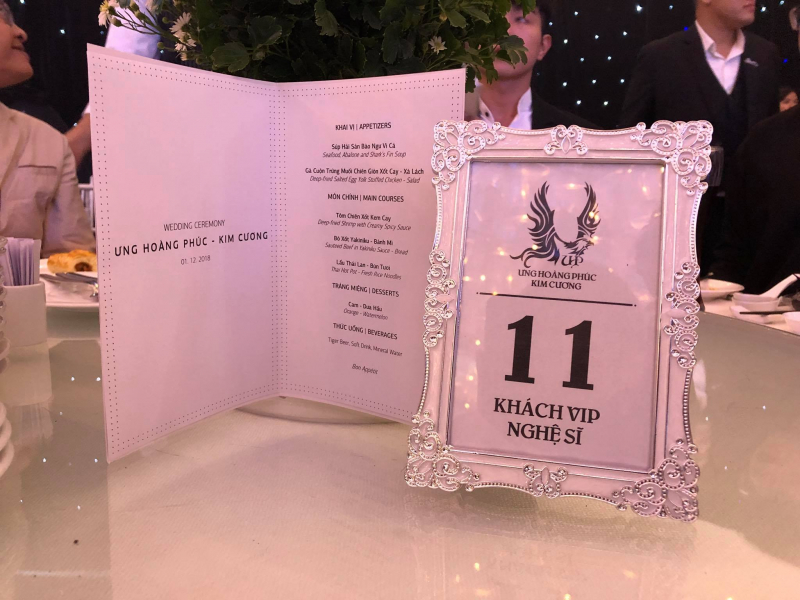 WEDDING CEREMONY
ƯNG HOÀNG PHÚC - KIM CƯƠNG
01. 12. 2018
KHAI VỊ | APPETIZERS
Súp Hải Sản Bào Ngư Vi Cá
Seafood, Abalone and Shark's Fin Soup
Gà Cuộn Trứng Muối Chiên Giòn Xốt Cay - Xà Lách
Deep-fried Salted Egg Yolk Stuffed Chicken - Salad
MÓN CHÍNH | MAIN COURSES
Tôm Chiên Xốt Kem Cay
Deep-fried Shrimp with Creamy Spicy Sauce
Bò Xốt Yakiniku - Bánh Mì
Sauteed Beef in Yakiniku Sauce - Bread
Lẩu Thái Lan - Bún Tươi
Thai Hot Pot - Fresh Rice Noodles
TRÁNG MIỆNG | DESSERTS
Cam - Dưa Hấu
Orange - Watermelon
THỨC UỐNG | BEVERAGES
Tiger Beer, Soft Drink, Mineral Water
Bon Appetit
UHP
ƯNG HOÀNG PHÚC
KIM CƯƠNG
11
KHÁCH VIP
NGHỆ SĨ